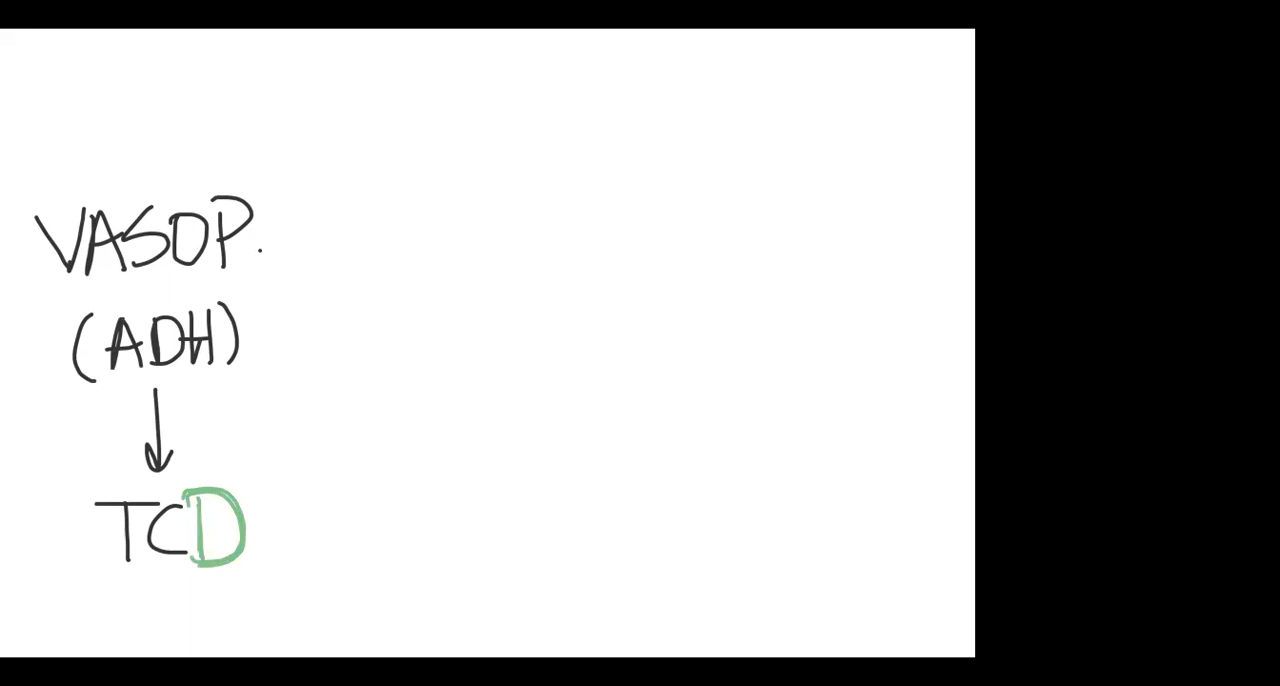 VASOP.
(ADH)
↓
TCD